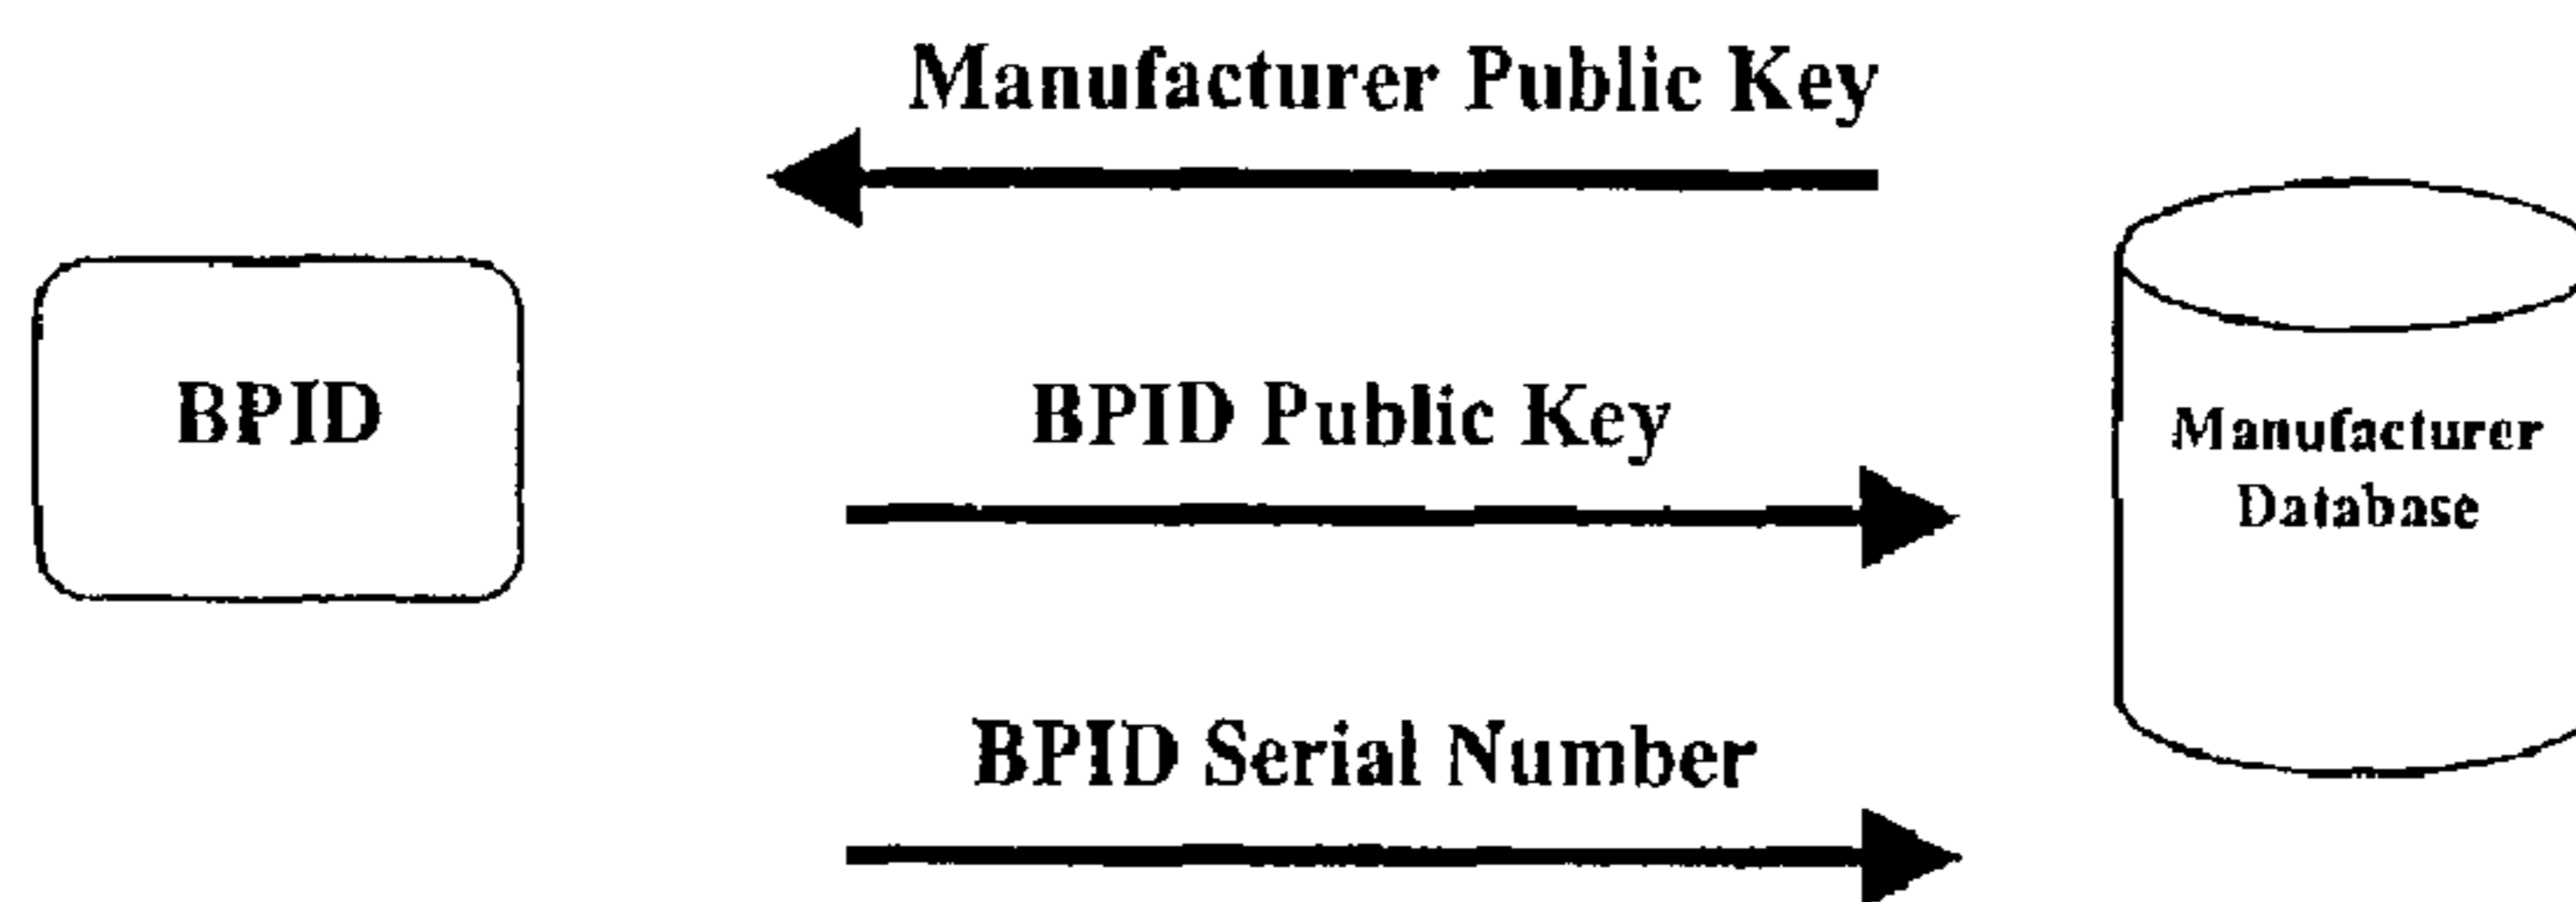 Manufacturer Public Key
BPID
BPID Public Key
Manufacturer
Database
BPID Serial Number